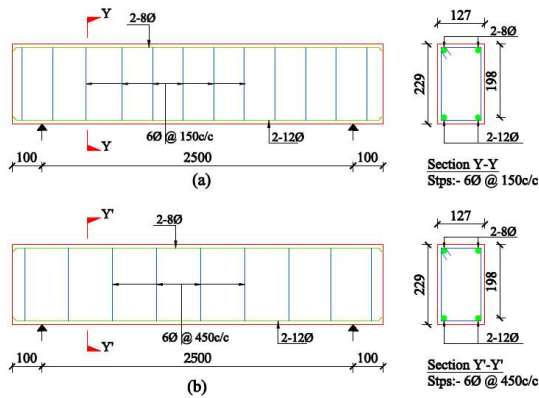 Y
2-8Ø
127
2-8Ø
229
198
Y
6Ø @ 150c/c
2-12Ø
2-12Ø
100
2500
100
(a)
Section Y-Y
Stps:- 6Ø @ 150c/c
Y'
2-8Ø
127
2-8Ø
229
198
6Ø @ 450c/c
2-12Ø
2-12Ø
Y'
100
2500
100
(b)
Section Y'-Y'
Stps:- 6Ø @ 450c/c